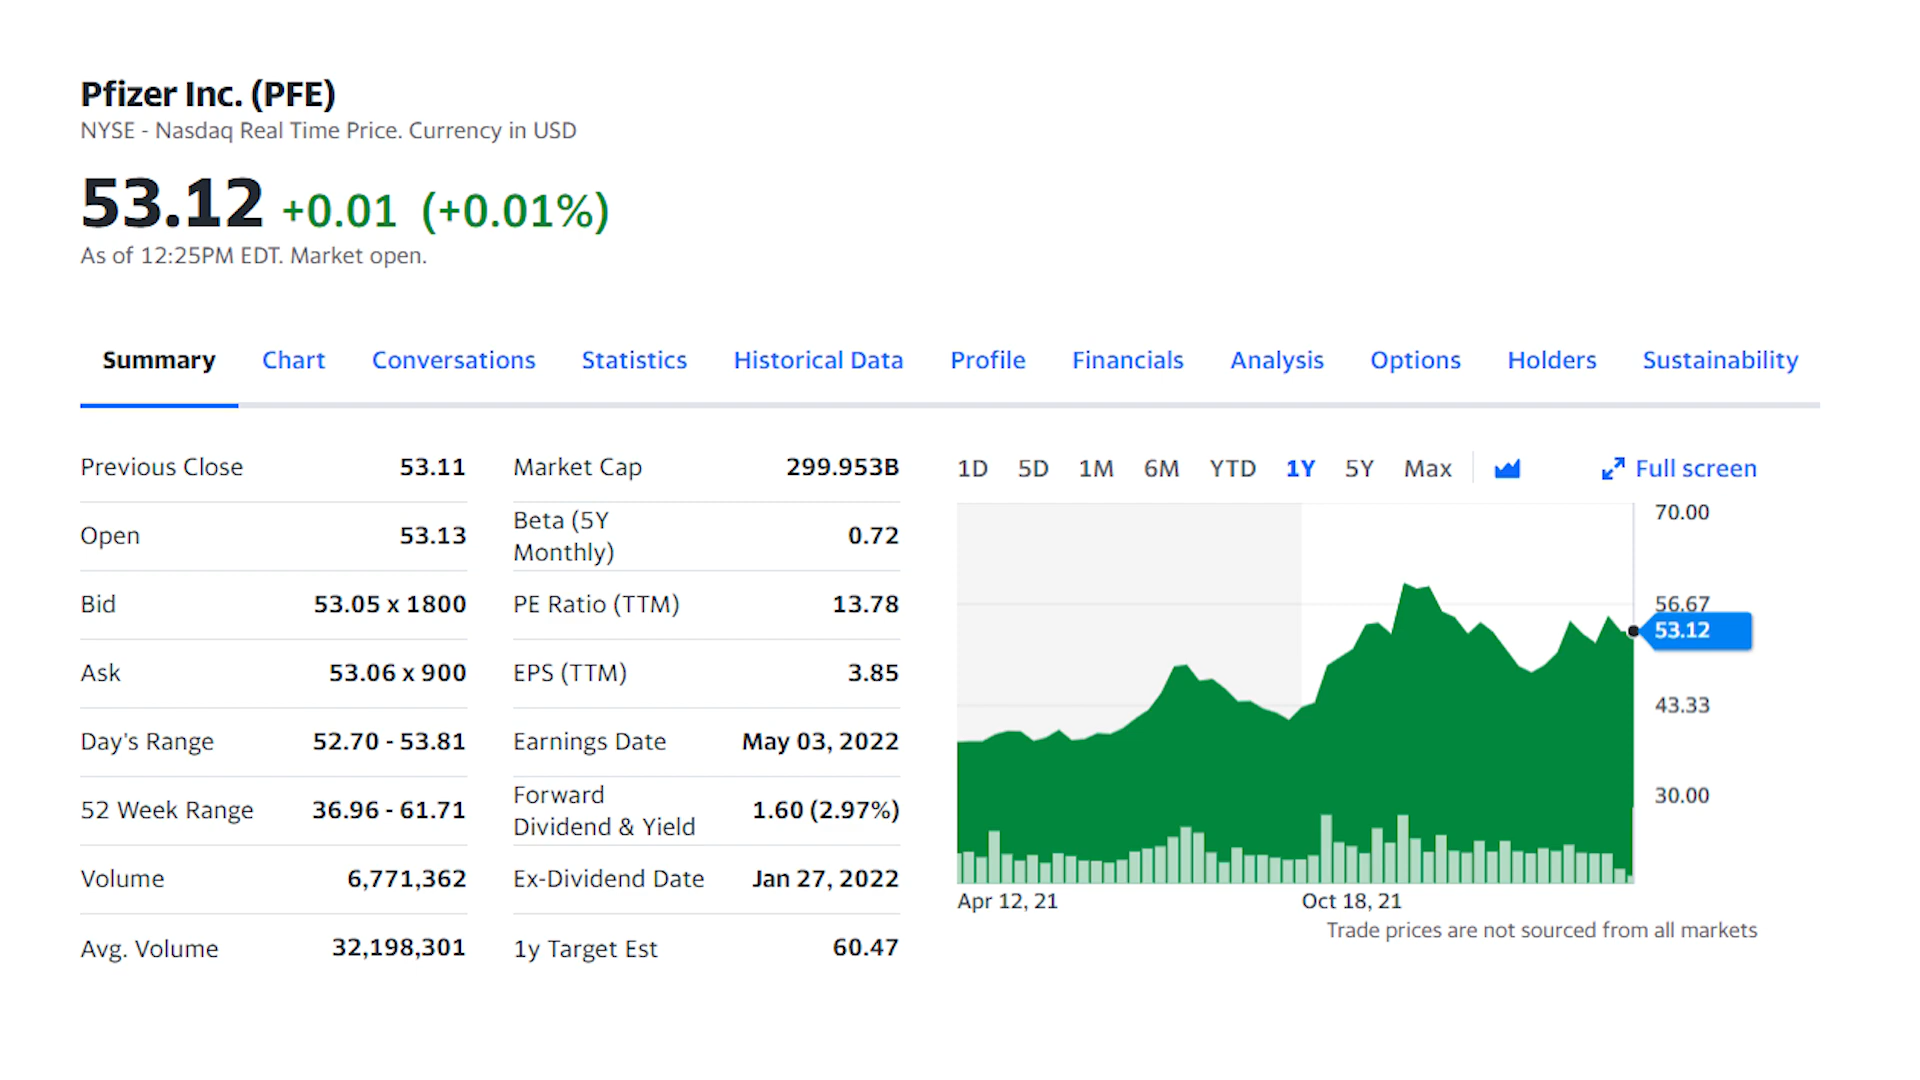 Pfizer Inc. (PFE)
NYSE - Nasdaq Real Time Price. Currency in USD
53.12 +0.01 (+0.01%)
As of 12:25PM EDT. Market open.
Summary Chart Conversations Statistics Historical Data Profile Financials Analysis Options Holders Sustainability
Previous Close 53.11
Open 53.13
Bid 53.05 x 1800
Ask 53.06 x 900
Day's Range 52.70 - 53.81
52 Week Range 36.96 - 61.71
Volume 6,771,362
Avg. Volume 32,198,301
Market Cap 299.953B
Beta (5Y
Monthly) 0.72
PE Ratio (TTM) 13.78
EPS (TTM) 3.85
Earnings Date May 03, 2022
Forward
Dividend & Yield 1.60 (2.97%)
Ex-Dividend Date Jan 27, 2022
1y Target Est 60.47
1D 5D 1M 6M YTD 1Y 5Y Max Full screen
70.00
56.67
53.12
43.33
30.00
Apr 12, 21 Oct 18, 21
Trade prices are not sourced from all markets